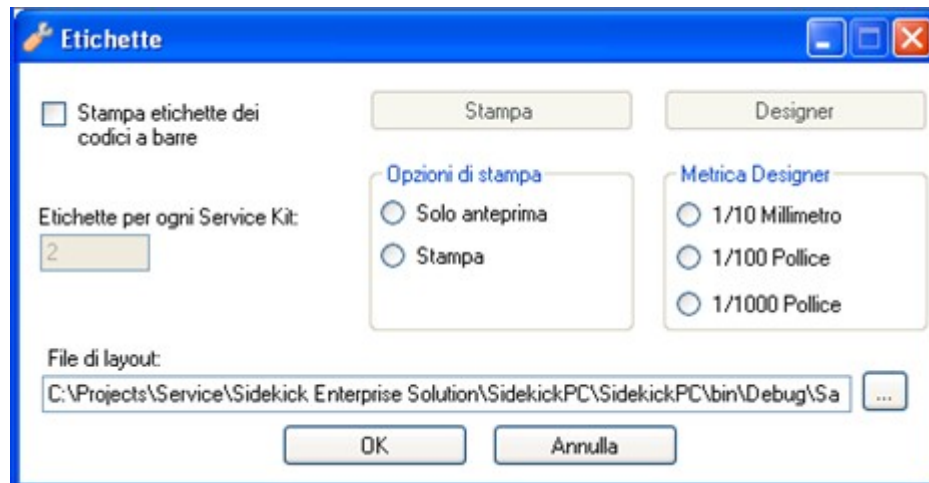 Etichette
Stampa etichette dei
codici a barre
Stampa
Designer
Opzioni di stampa
Solo anteprima
Stampa
Metrica Designer
1/10 Millimetro
1/100 Pollice
1/1000 Pollice
Etichette per ogni Service Kit:
2
File di layout:
C:\Projects\Service\Sidekick Enterprise Solution\SidekickPC\SidekickPC\bin\Debug\Sa
...
OK
Annulla